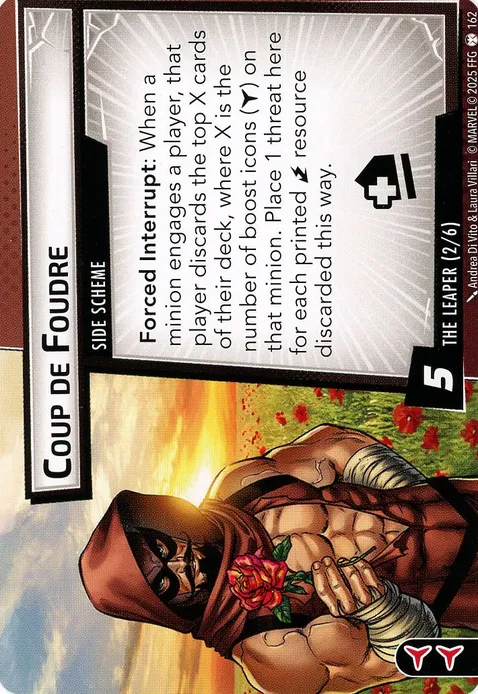 COUP DE FOUDRE
SIDE SCHEME
Forced Interrupt: When a
minion engages a player, that
player discards the top X cards
of their deck, where X is the
number of boost icons () on
that minion. Place 1 threat here
for each printed resource
discarded this way.
5
THE LEAPER (2/6)
Andrea Di Vito & Laura Villari © MARVEL © 2025 FFG 162